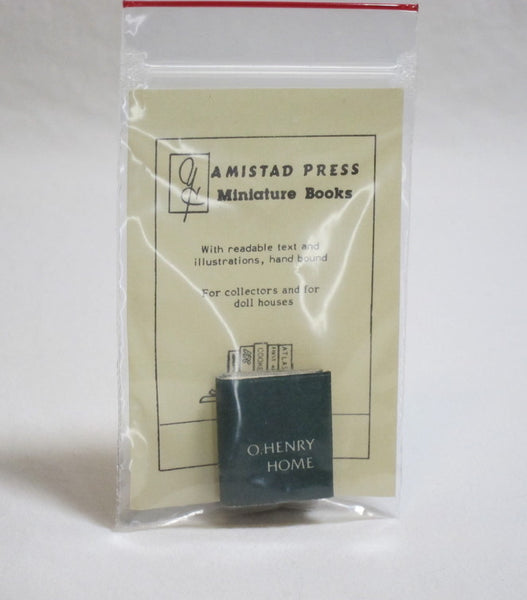 AMISTAD PRESS
Miniature Books
With readable text and
illustrations, hand bound
For collectors and for
doll houses
ATLAS
O. HENRY
HOME